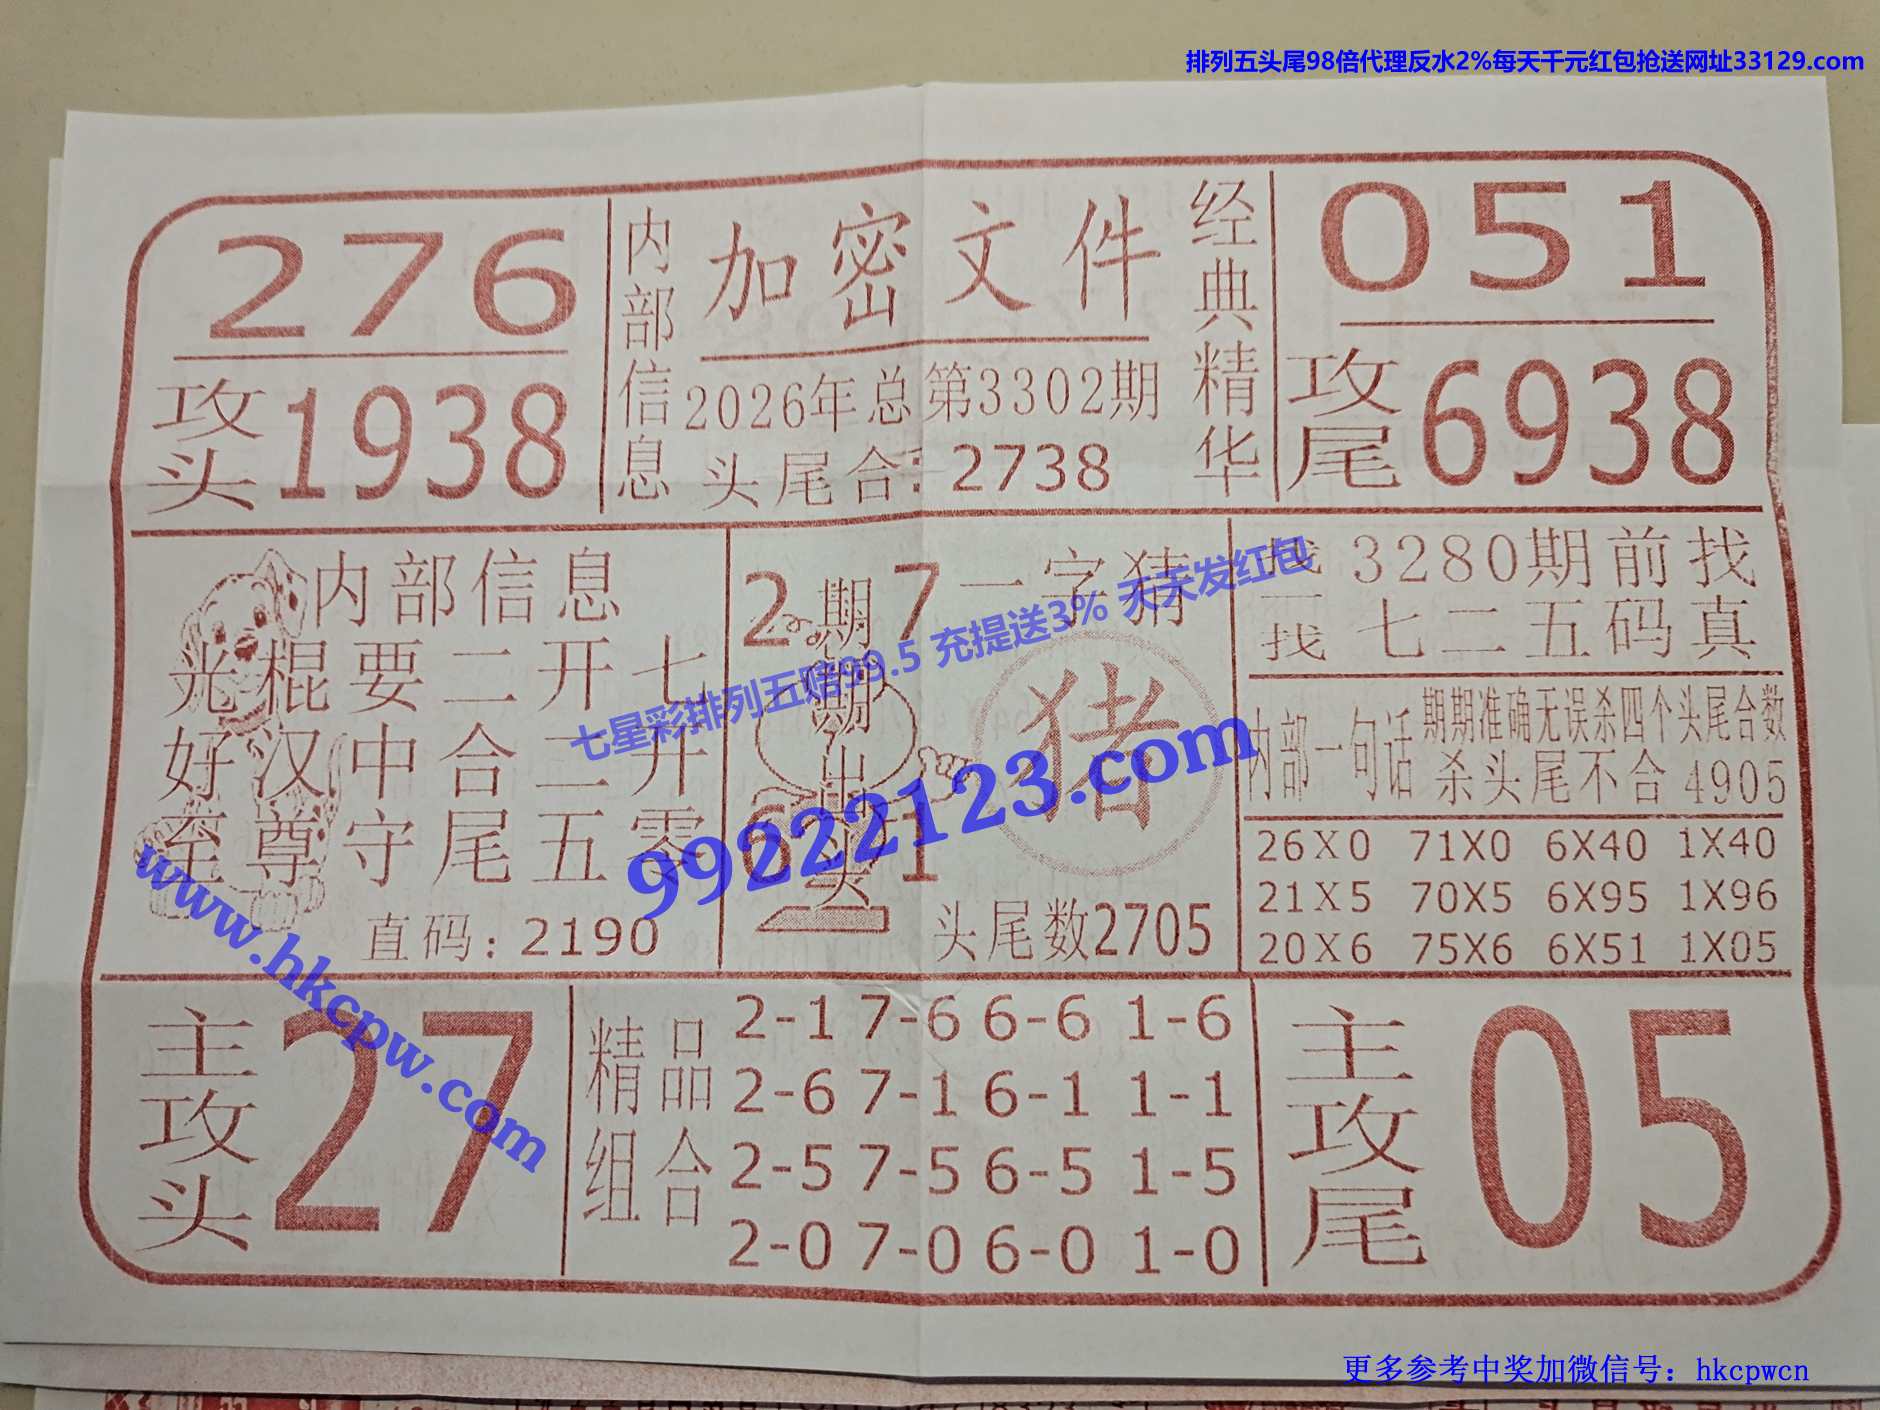 排列五头尾98倍代理反水2%每天千元红包抢送网址33129.com
276
攻头1938
内部信息
加密文件
2026年总第3302期
头尾合:2738
经典精华
051
攻尾6938
内部信息
光棍要二开七
好汉中合二开
至尊守尾五零
直码:2190
2 7
期期出头
6 1
一字猜
猪
头尾数2705
找一找
3280期前找
七二五码真
内部一句话
期期准确无误杀四个头尾合数
杀头尾不合4905
26X0 71X0 6X40 1X40
21X5 70X5 6X95 1X96
20X6 75X6 6X51 1X05
七星彩排列五赔99.5 充提送3% 天天发红包
99222123.com
www.hkcpw.com
主攻头
27
精品组合
2-1 7-6 6-6 1-6
2-6 7-1 6-1 1-1
2-5 7-5 6-5 1-5
2-0 7-0 6-0 1-0
主攻尾
05
更多参考中奖加微信号：hkcpwcn